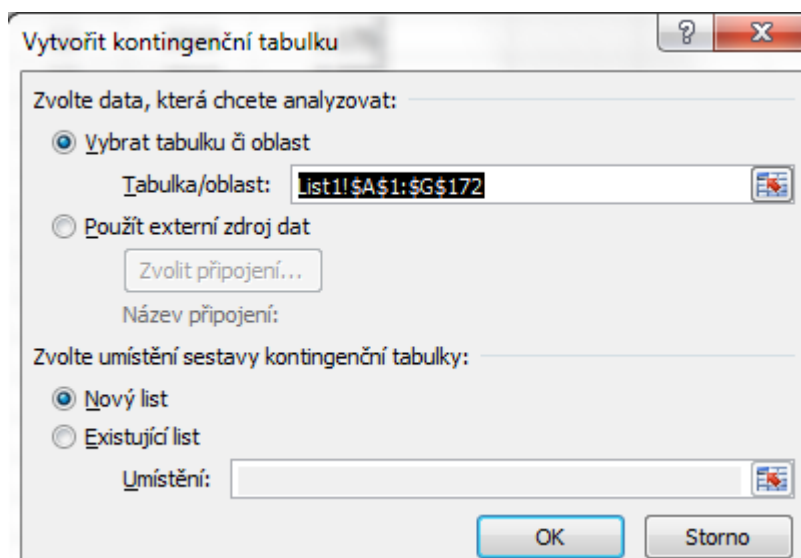 Vytvořit kontingenční tabulku
Zvolte data, která chcete analyzovat:
Vybrat tabulku či oblast
Tabulka/oblast: List1!$A$1:$G$172
Použít externí zdroj dat
Zvolit připojení...
Název připojení:
Zvolte umístění sestavy kontingenční tabulky:
Nový list
Existující list
Umístění:
OK Storno